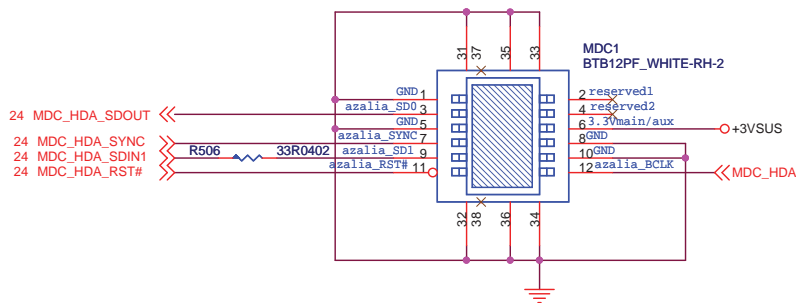 MDC1
BTB12PF_WHITE-RH-2
31
37
35
33
GND 1
2 reserved1
24 MDC_HDA_SDOUT
azalia_SD0 3
4 reserved2
GND 5
6 3.3Vmain/aux
+3VSUS
24 MDC_HDA_SYNC
azalia_SYNC 7
8 GND
24 MDC_HDA_SDIN1
R506
33R0402
azalia_SD1 9
10 GND
24 MDC_HDA_RST#
azalia_RST# 11
12 azalia_BCLK
MDC_HDA
32
38
36
34